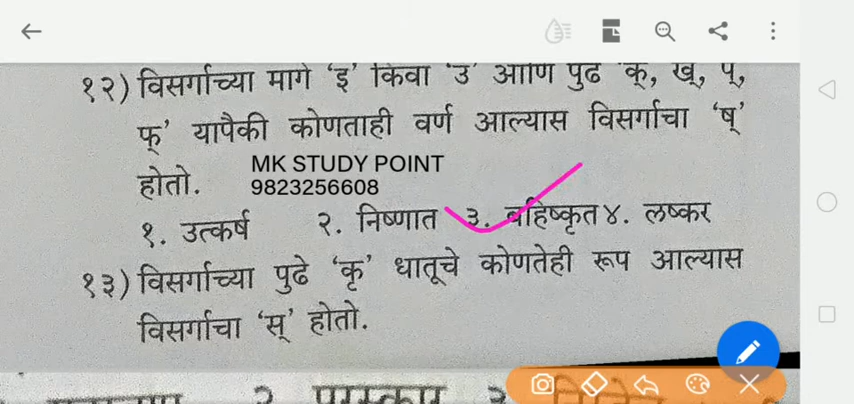 १२) विसर्गाच्या मागे 'इ' किंवा 'उ' आणि पुढे 'क्, ख्, प्,
फ्' यापैकी कोणताही वर्ण आल्यास विसर्गाचा 'ष्'
होतो.
MK STUDY POINT
9823256608
१. उत्कर्ष २. निष्णात ३. बहिष्कृत ४. लष्कर
१३) विसर्गाच्या पुढे 'कृ' धातूचे कोणतेही रूप आल्यास
विसर्गाचा 'स्' होतो.